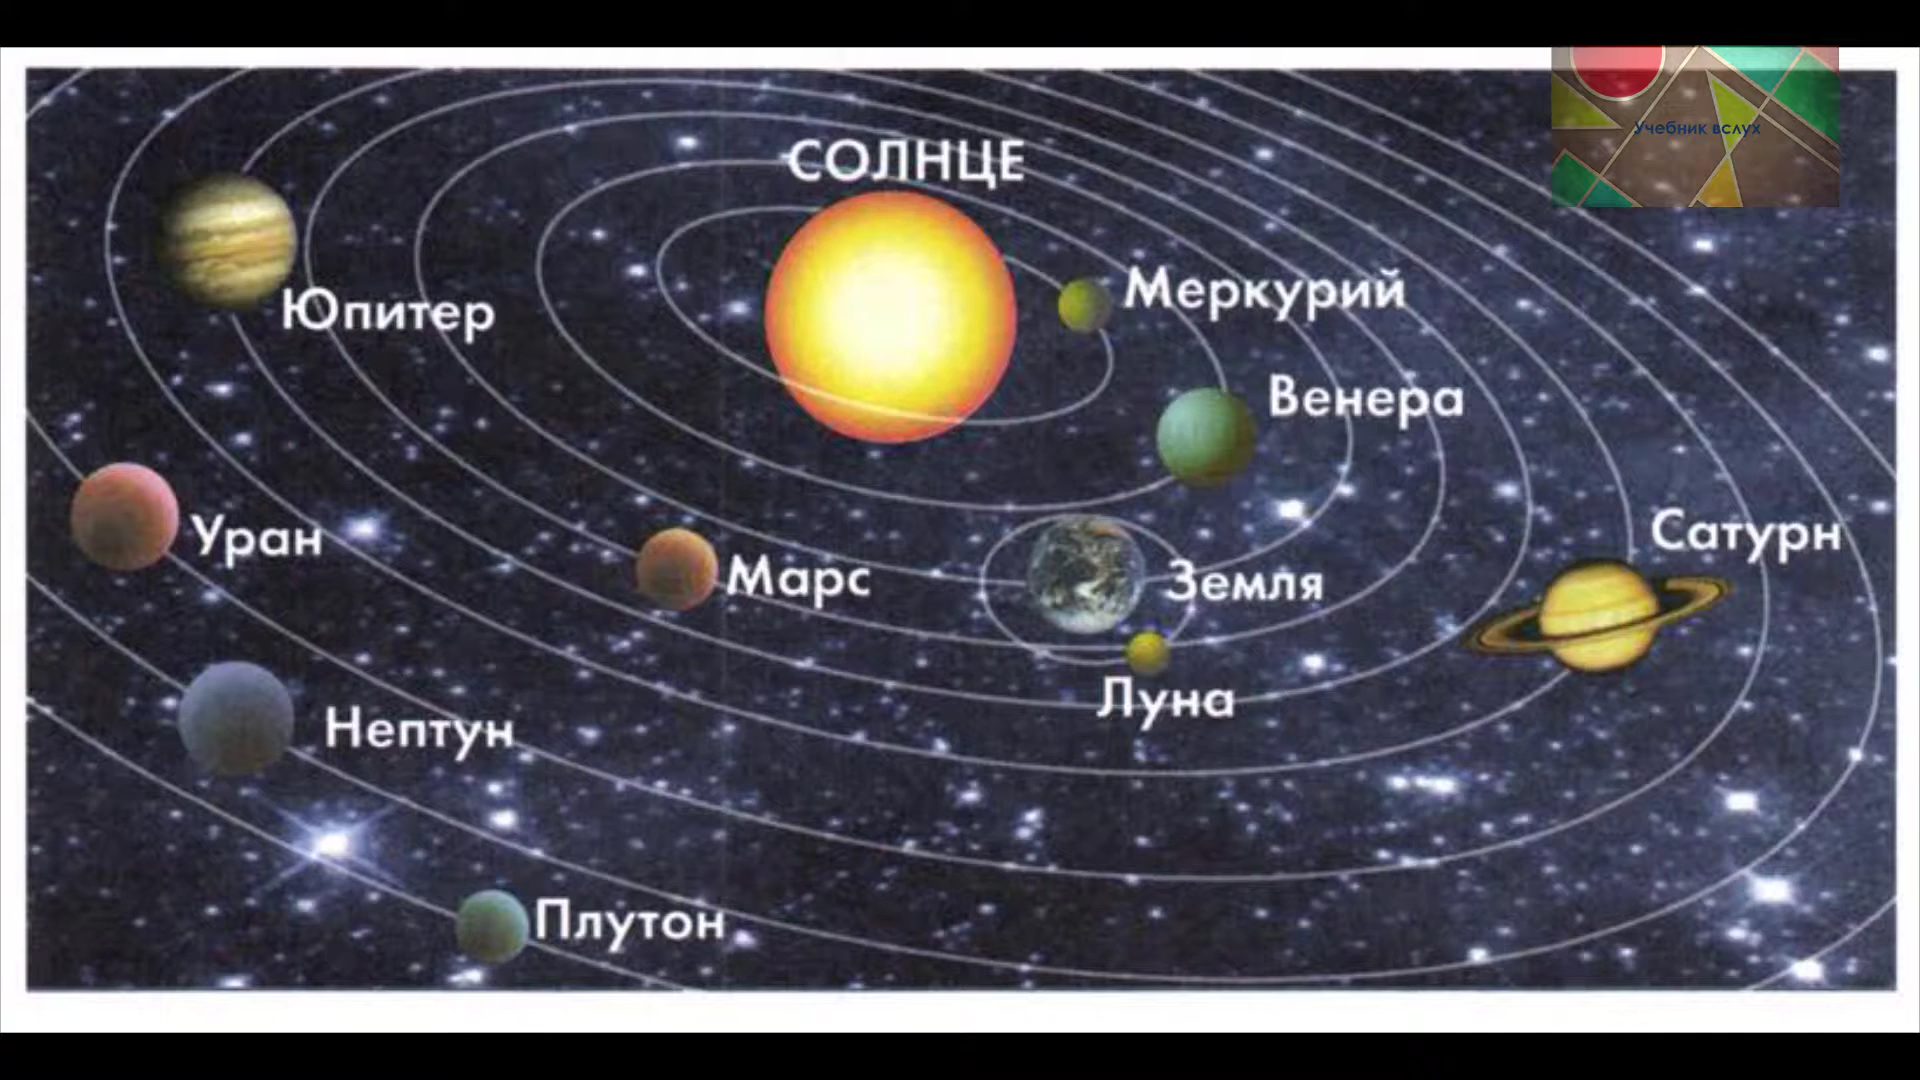 Учебник вслух
СОЛНЦЕ
Меркурий
Юпитер
Венера
Сатурн
Уран
Марс
Земля
Луна
Нептун
Плутон